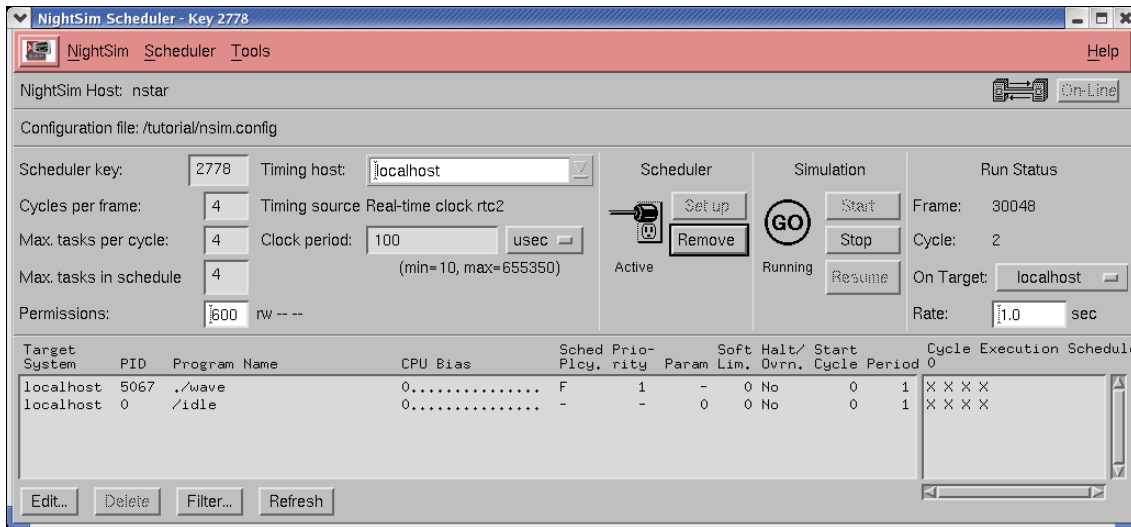 NightSim Scheduler - Key 2778
NightSim Scheduler Tools Help
NightSim Host: nstar On-Line
Configuration file: /tutorial/nsim.config
Scheduler key: 2778 Timing host: localhost Scheduler Simulation Run Status
Cycles per frame: 4 Timing source Real-time clock rtc2 Set up GO Start Frame: 30048
Max. tasks per cycle: 4 Clock period: 100 usec Remove Stop Cycle: 2
(min=10, max=655350)
Max. tasks in schedule 4 Active Running Resume On Target: localhost
Permissions: 600 rw -- -- Rate: 1.0 sec
Target Sched Prio- Soft Halt/ Start Cycle Execution Schedul
System PID Program Name CPU Bias Plcy. rity Param Lim. Ovrn. Cycle Period 0
localhost 5067 ./wave 0............... F 1 - 0 No 0 1 X X X X
localhost 0 /idle 0............... - - 0 0 No 0 1 X X X X
Edit... Delete Filter... Refresh